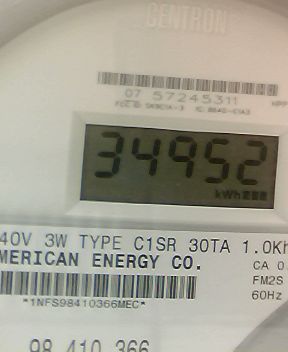 CENTRON
07 57245311
34952
kWh
40V 3W TYPE C1SR 30TA 1.0Kh
MERICAN ENERGY CO.
CA 0.
FM2S
*1NFS98410366MEC*
60Hz
98 410 366